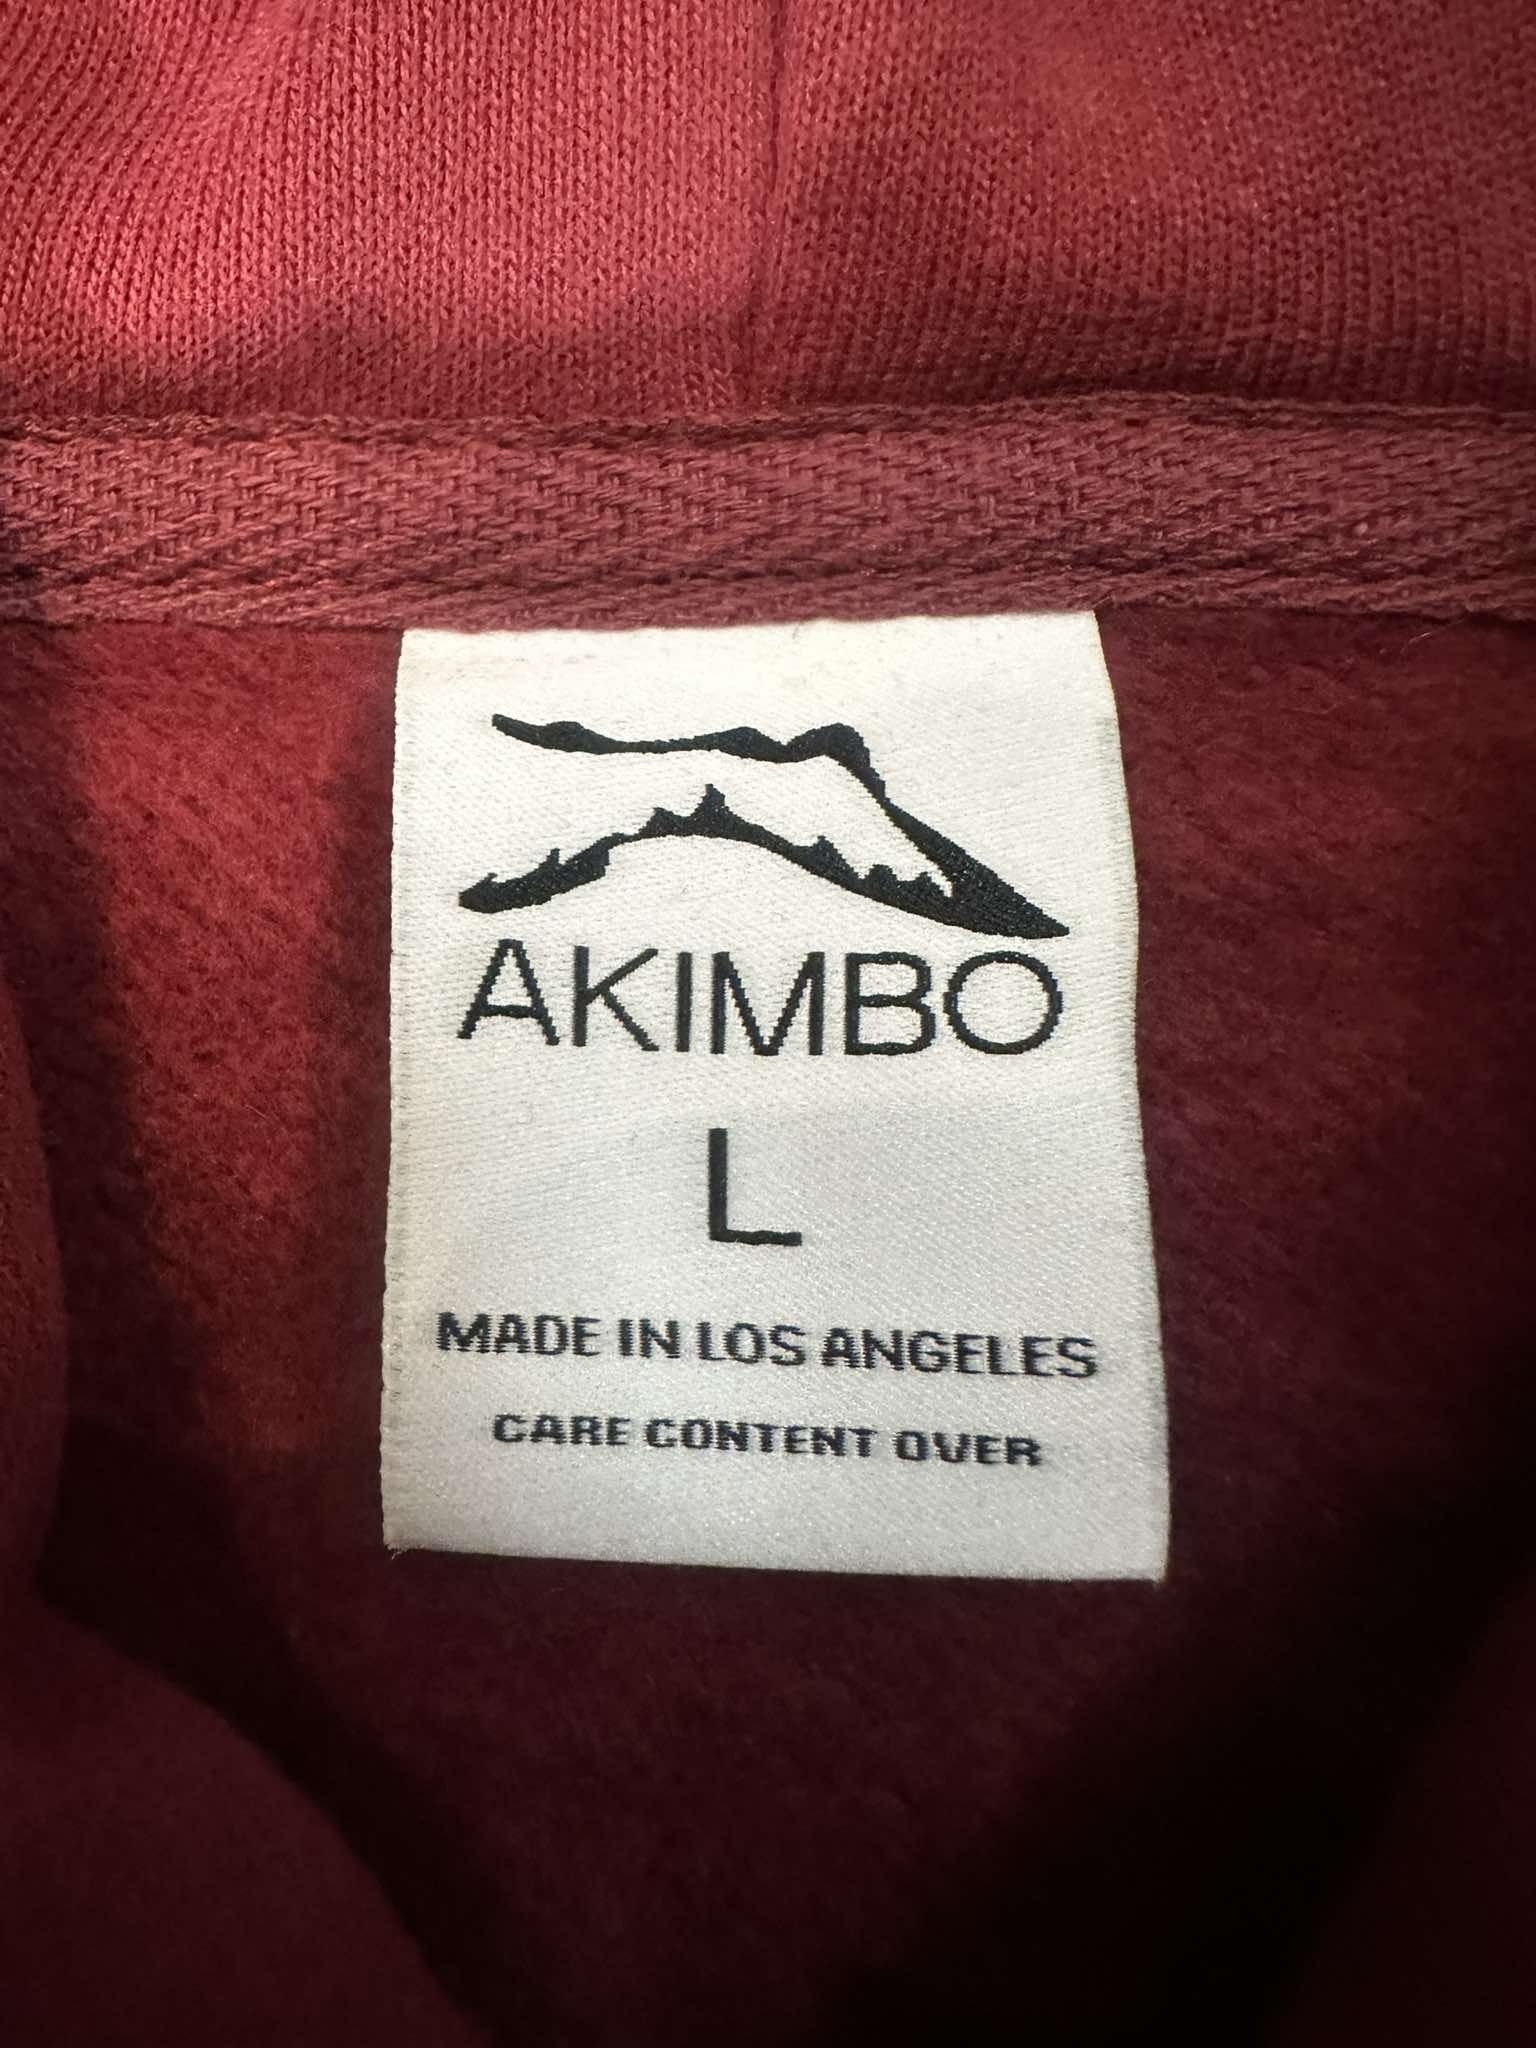 AKIMBO
L
MADE IN LOS ANGELES
CARE CONTENT OVER